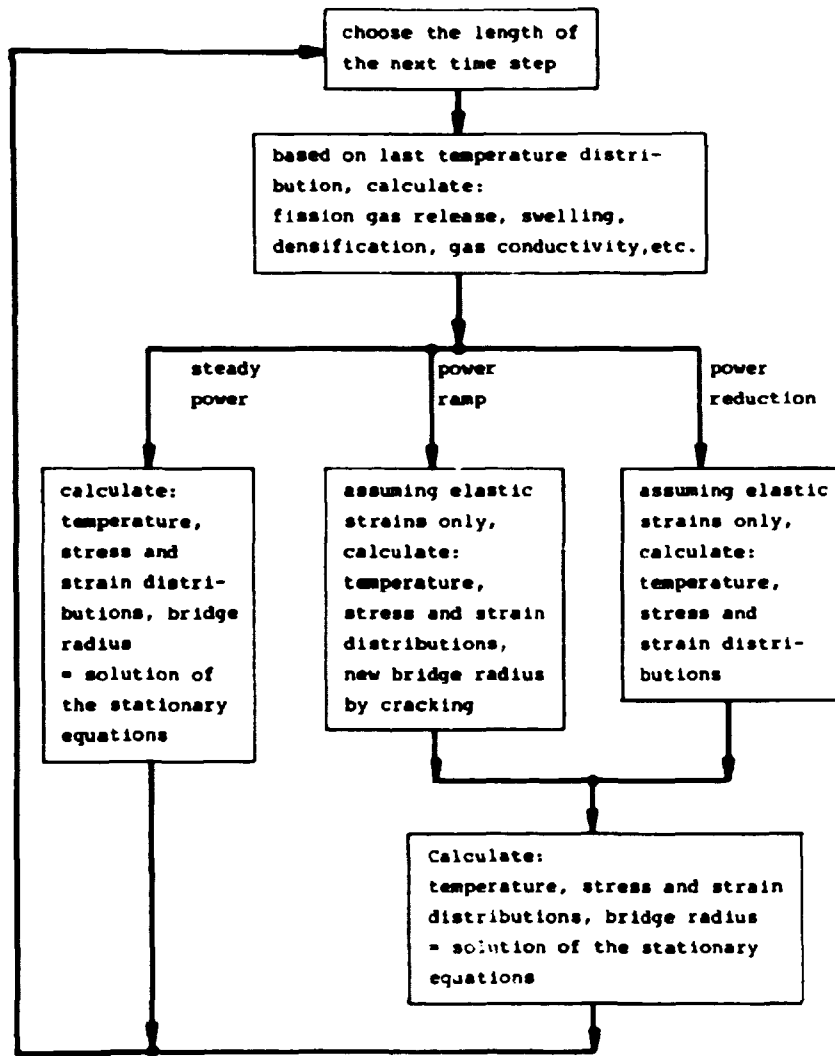 choose the length of
the next time step
based on last temperature distri-
bution, calculate:
fission gas release, swelling,
densification, gas conductivity,etc.
steady
power
power
ramp
power
reduction
calculate:
temperature,
stress and
strain distri-
butions, bridge
radius
= solution of
the stationary
equations
assuming elastic
strains only,
calculate:
temperature,
stress and strain
distributions,
new bridge radius
by cracking
assuming elastic
strains only,
calculate:
temperature,
stress and
strain distri-
butions
Calculate:
temperature, stress and strain
distributions, bridge radius
= solution of the stationary
equations